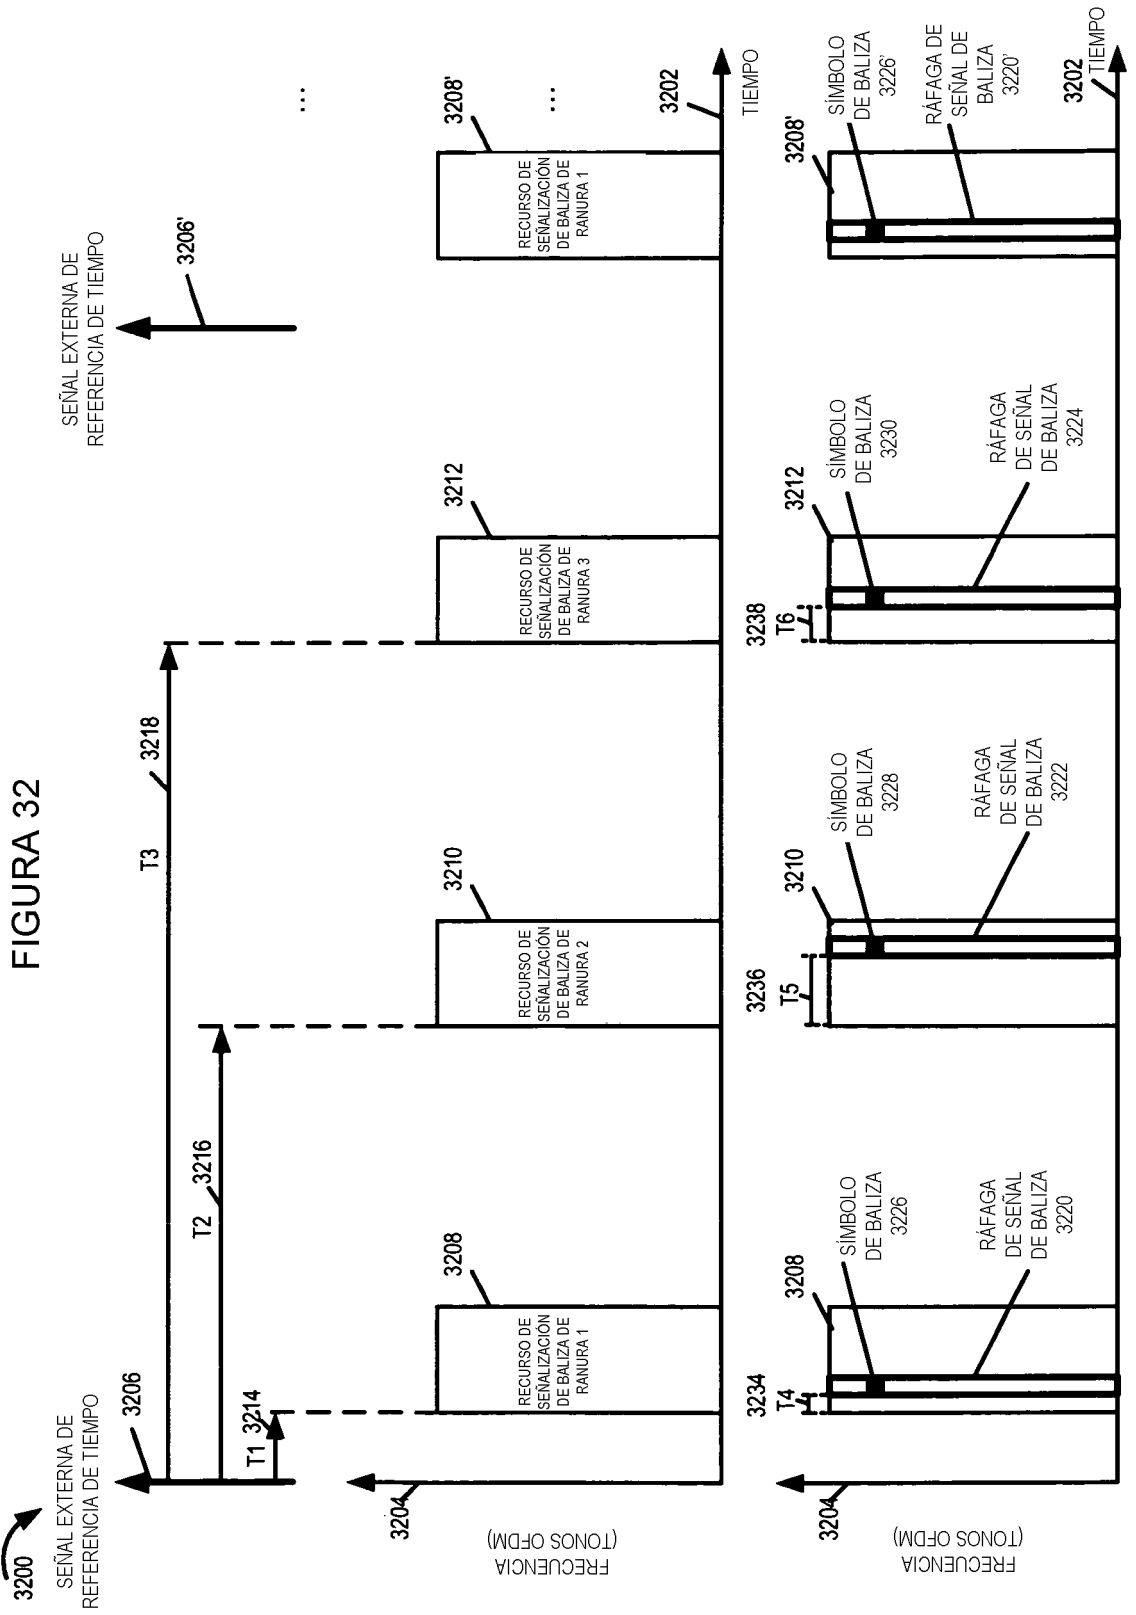 FIGURA 32
3200
SEÑAL EXTERNA DE
REFERENCIA DE TIEMPO
3206
SEÑAL EXTERNA DE
REFERENCIA DE TIEMPO
3206'
T3
3218
T2
3216
T1
3214
...
FRECUENCIA
(TONOS OFDM)
3204
RECURSO DE
SEÑALIZACIÓN
DE BALIZA DE
RANURA 1
3208
RECURSO DE
SEÑALIZACIÓN
DE BALIZA DE
RANURA 2
3210
RECURSO DE
SEÑALIZACIÓN
DE BALIZA DE
RANURA 3
3212
RECURSO DE
SEÑALIZACIÓN
DE BALIZA DE
RANURA 1
3208'
...
3202
TIEMPO
FRECUENCIA
(TONOS OFDM)
3204
3234
T4
3208
SÍMBOLO
DE BALIZA
3226
RÁFAGA
DE SEÑAL
DE BALIZA
3220
3236
T5
3210
SÍMBOLO
DE BALIZA
3228
RÁFAGA
DE SEÑAL
DE BALIZA
3222
3238
T6
3212
SÍMBOLO
DE BALIZA
3230
RÁFAGA
DE SEÑAL
DE BALIZA
3224
3208'
SÍMBOLO
DE BALIZA
3226'
RÁFAGA DE
SEÑAL DE
BALIZA
3220'
3202
TIEMPO